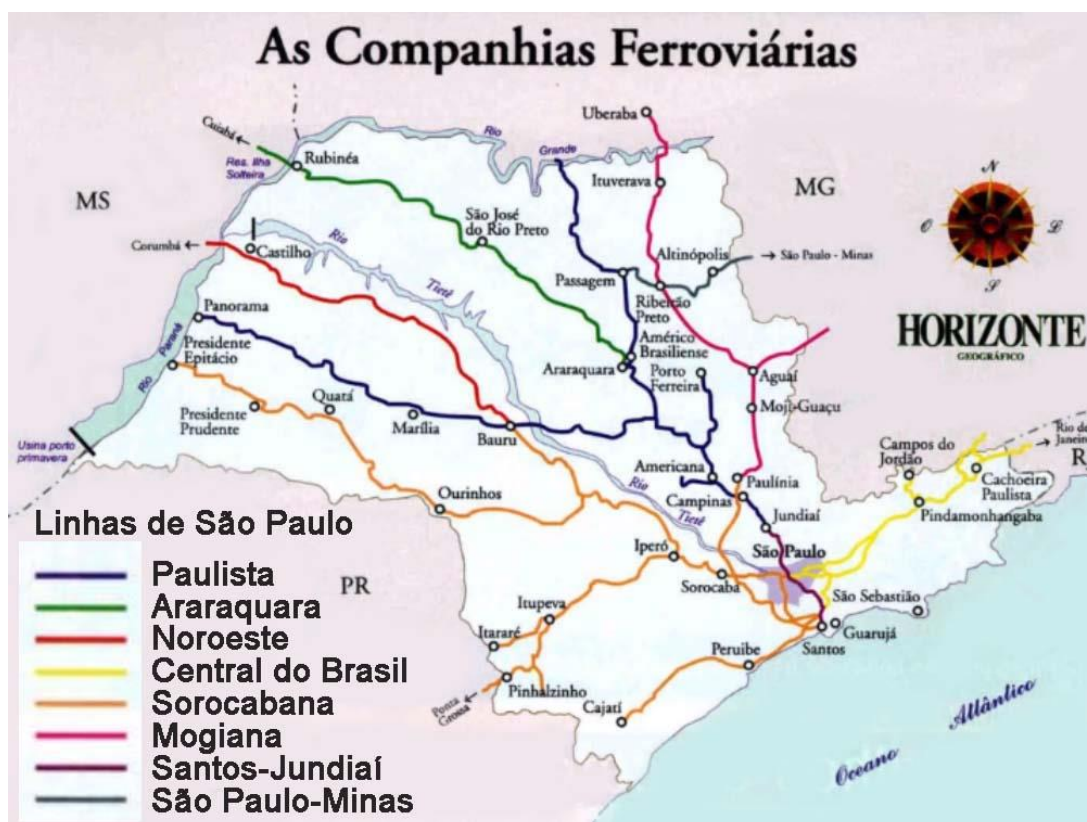 As Companhias Ferroviárias
Uberaba
Cuiabá
Rio
Grande
Rubinéa
Res. Ilha
Solteira
Ituverava
MS
MG
N
O
L
S
São José
do Rio Preto
Altinópolis
São Paulo - Minas
Corumbá
Castilho
Rio
Tietê
Passagem
Ribeirão
Preto
HORIZONTE
GEOGRÁFICO
Panorama
Presidente
Epitácio
Rio Paraná
Américo
Brasiliense
Araraquara
Porto
Ferreira
Aguaí
Moji-Guaçu
Quatá
Presidente
Prudente
Marília
Bauru
Usina porto
primavera
Rio de
Janeiro
R
Campos do
Jordão
Cachoeira
Paulista
Pindamonhangaba
Americana
Paulínia
Campinas
Rio
Tietê
Jundiaí
Ourinhos
São Paulo
Iperó
Sorocaba
São Sebastião
Guarujá
Santos
PR
Itupeva
Itararé
Peruibe
Pinhalzinho
Ponta
Grossa
Cajatí
Oceano Atlântico
Linhas de São Paulo
Paulista
Araraquara
Noroeste
Central do Brasil
Sorocabana
Mogiana
Santos-Jundiaí
São Paulo-Minas